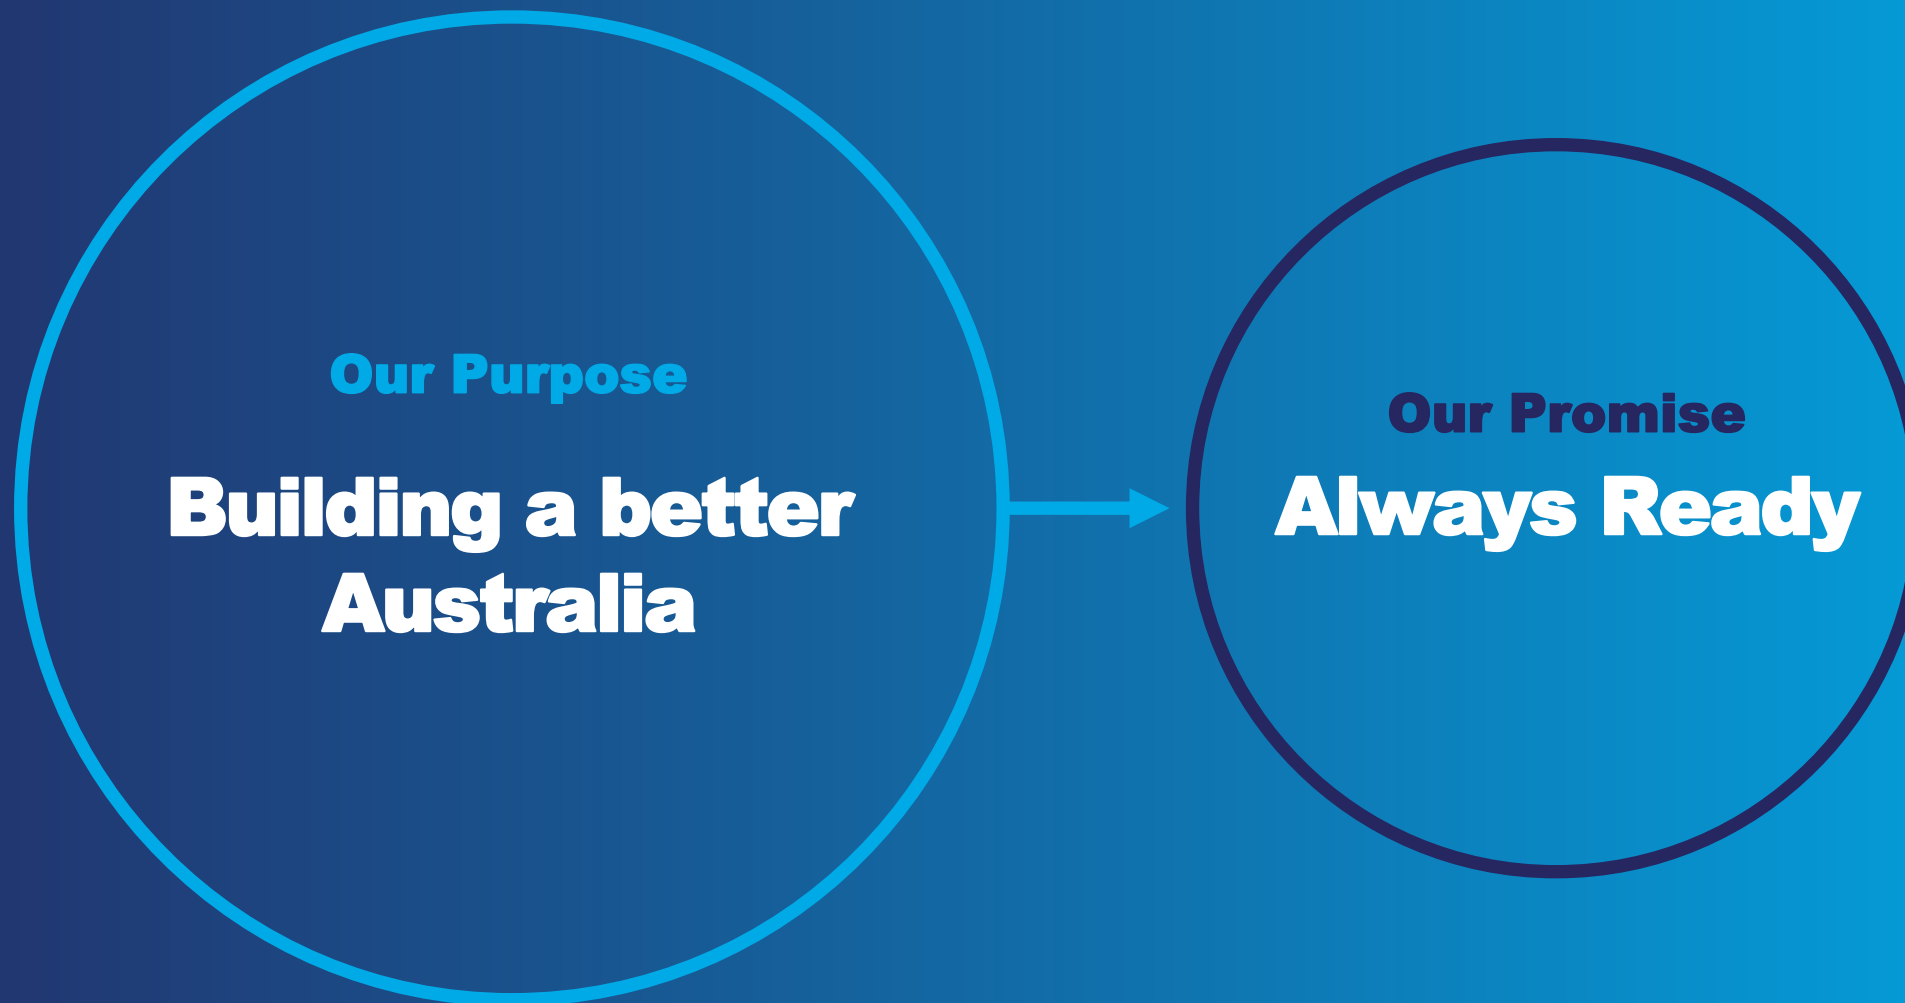 Our Purpose
Building a better
Australia
Our Promise
Always Ready